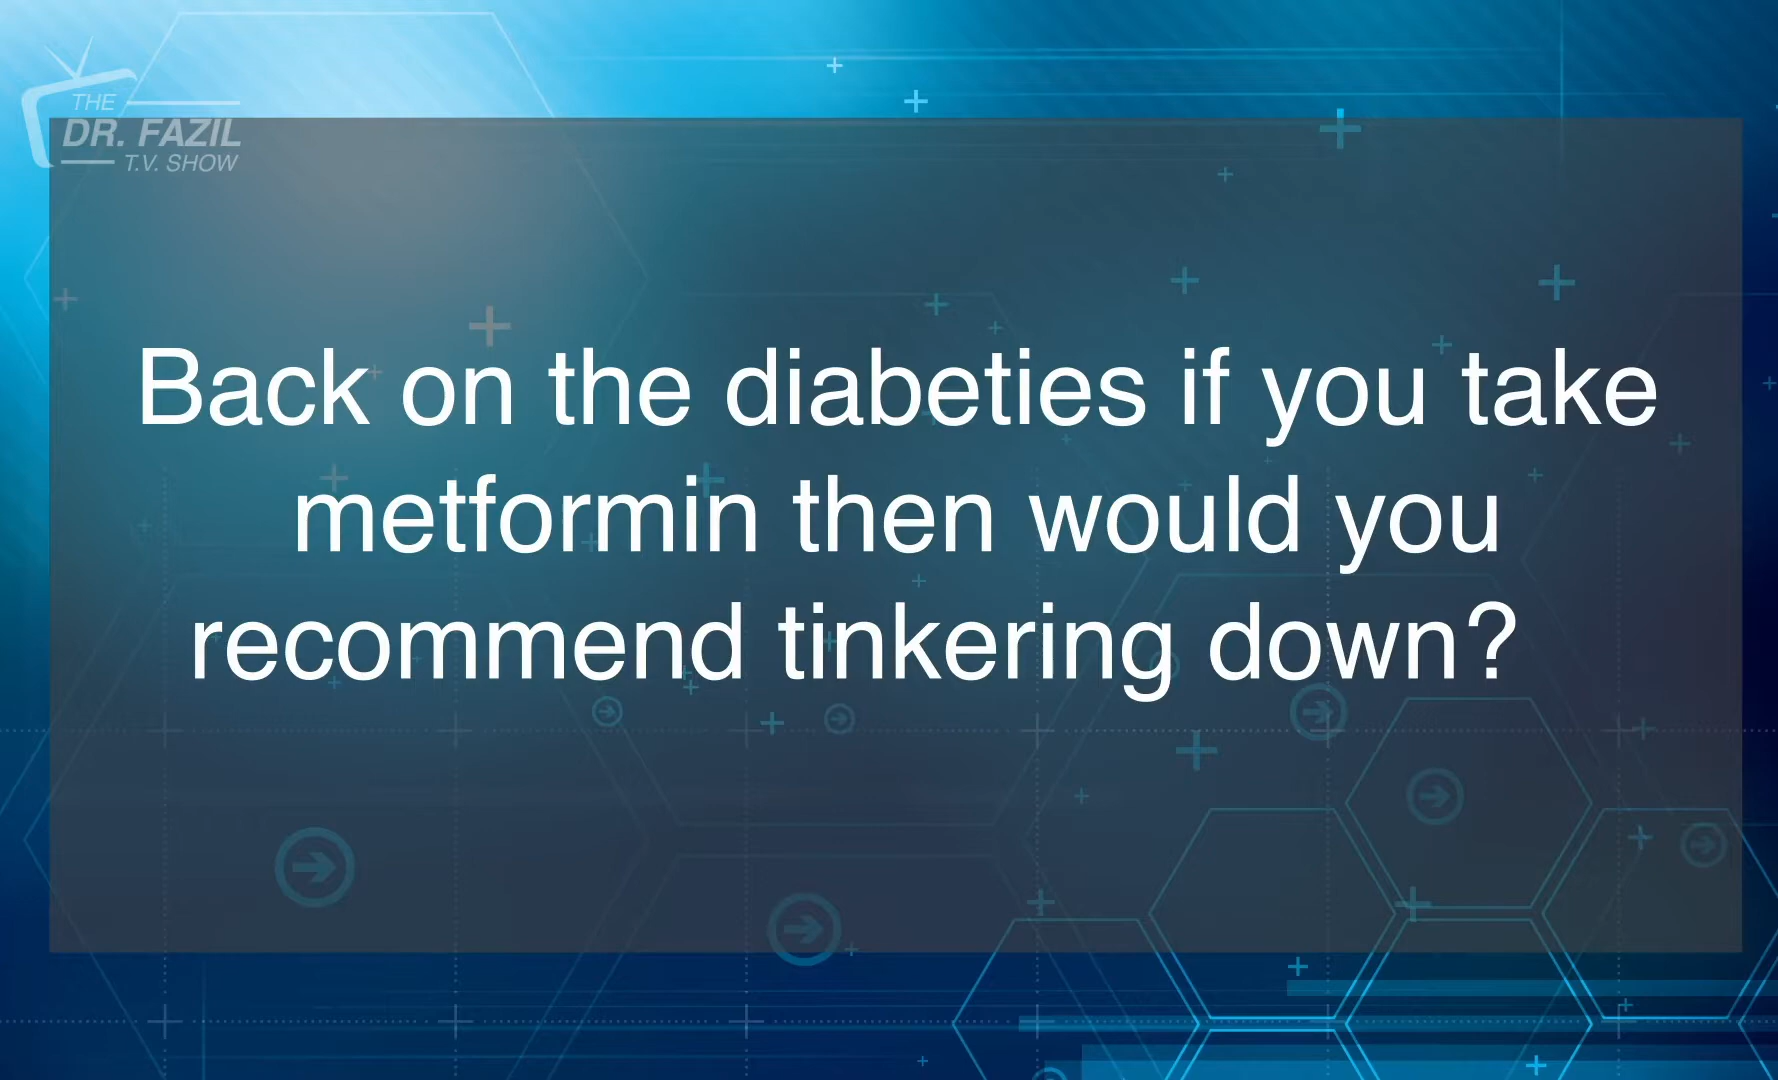 THE
DR. FAZIL
T.V. SHOW
Back on the diabeties if you take
metformin then would you
recommend tinkering down?